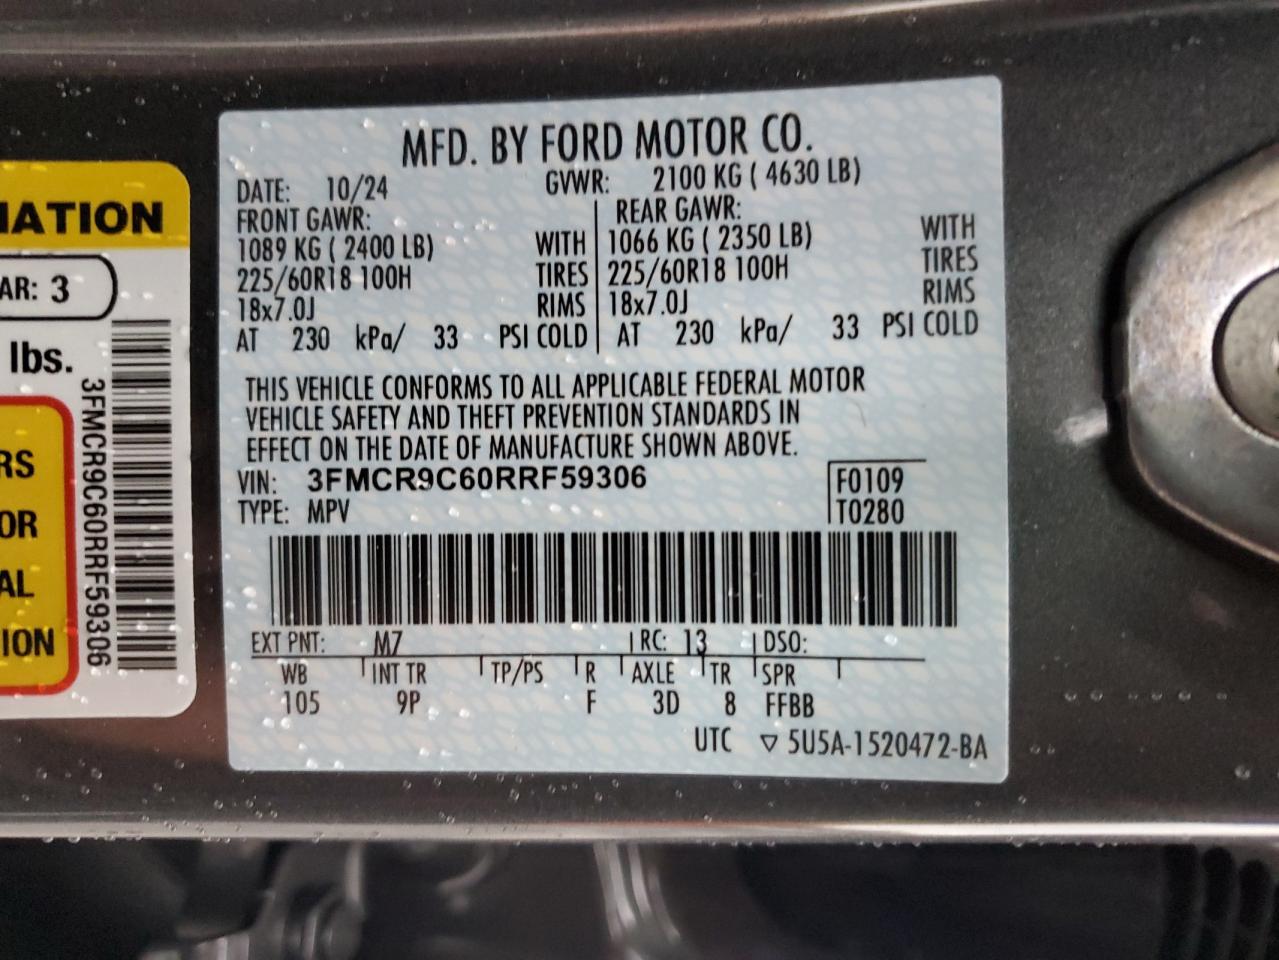 IATION
AR: 3
lbs.
RS
OR
AL
ION
3FMCR9C60RRF59306
MFD. BY FORD MOTOR CO.
DATE: 10/24 GVWR: 2100 KG ( 4630 LB)
FRONT GAWR: REAR GAWR:
1089 KG ( 2400 LB) WITH 1066 KG ( 2350 LB) WITH
225/60R18 100H TIRES 225/60R18 100H TIRES
18x7.0J RIMS 18x7.0J RIMS
AT 230 kPa/ 33 PSI COLD AT 230 kPa/ 33 PSI COLD
THIS VEHICLE CONFORMS TO ALL APPLICABLE FEDERAL MOTOR
VEHICLE SAFETY AND THEFT PREVENTION STANDARDS IN
EFFECT ON THE DATE OF MANUFACTURE SHOWN ABOVE.
VIN: 3FMCR9C60RRF59306 F0109
TYPE: MPV T0280
EXT PNT: M7 RC: 13 DSO:
WB INT TR TP/PS R AXLE TR SPR
105 9P F 3D 8 FFBB
UTC ▽ 5U5A-1520472-BA